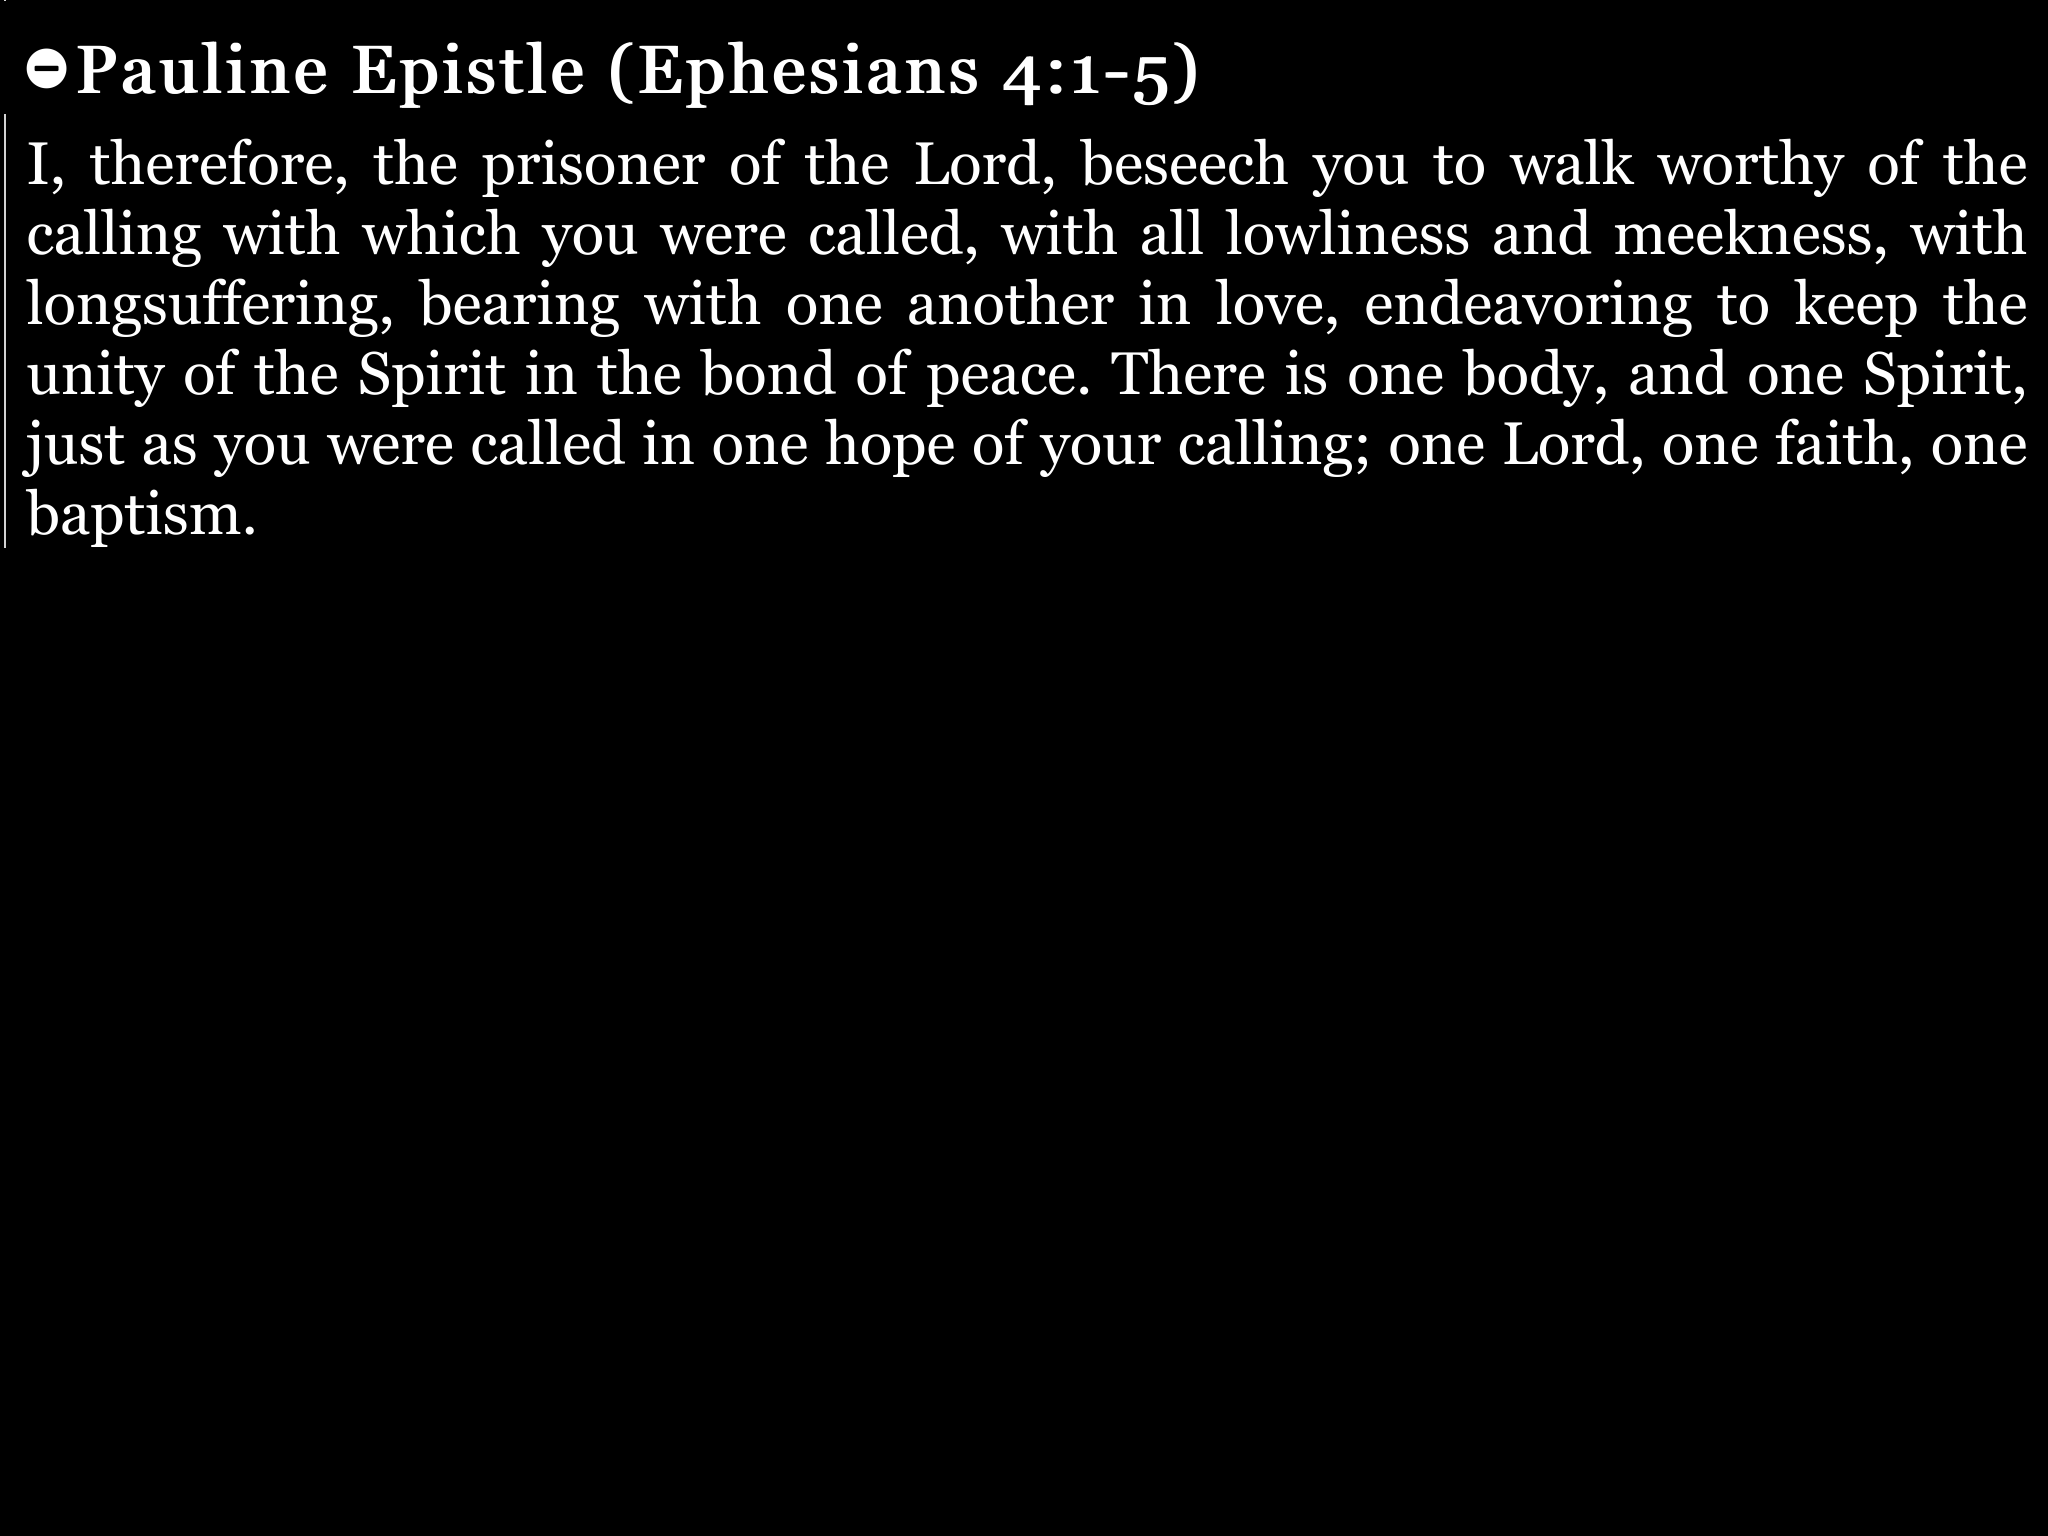 Pauline Epistle (Ephesians 4:1-5)
I, therefore, the prisoner of the Lord, beseech you to walk worthy of the
calling with which you were called, with all lowliness and meekness, with
longsuffering, bearing with one another in love, endeavoring to keep the
unity of the Spirit in the bond of peace. There is one body, and one Spirit,
just as you were called in one hope of your calling; one Lord, one faith, one
baptism.